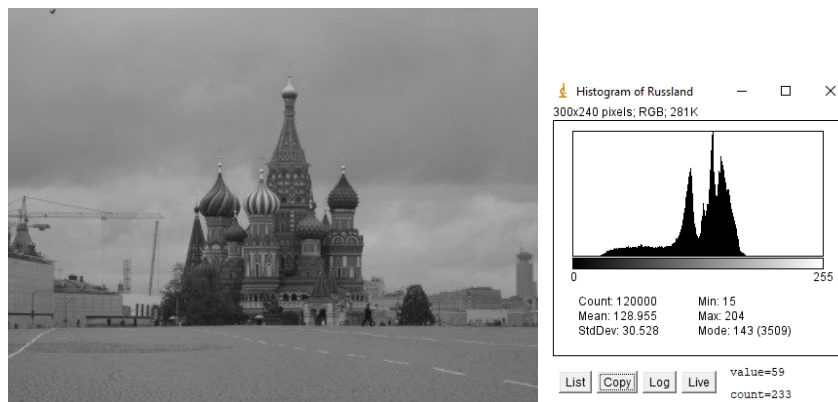 Histogram of Russland
300x240 pixels; RGB; 281K
0 255
Count: 120000 Min: 15
Mean: 128.955 Max: 204
StdDev: 30.528 Mode: 143 (3509)
List Copy Log Live value=59
count=233